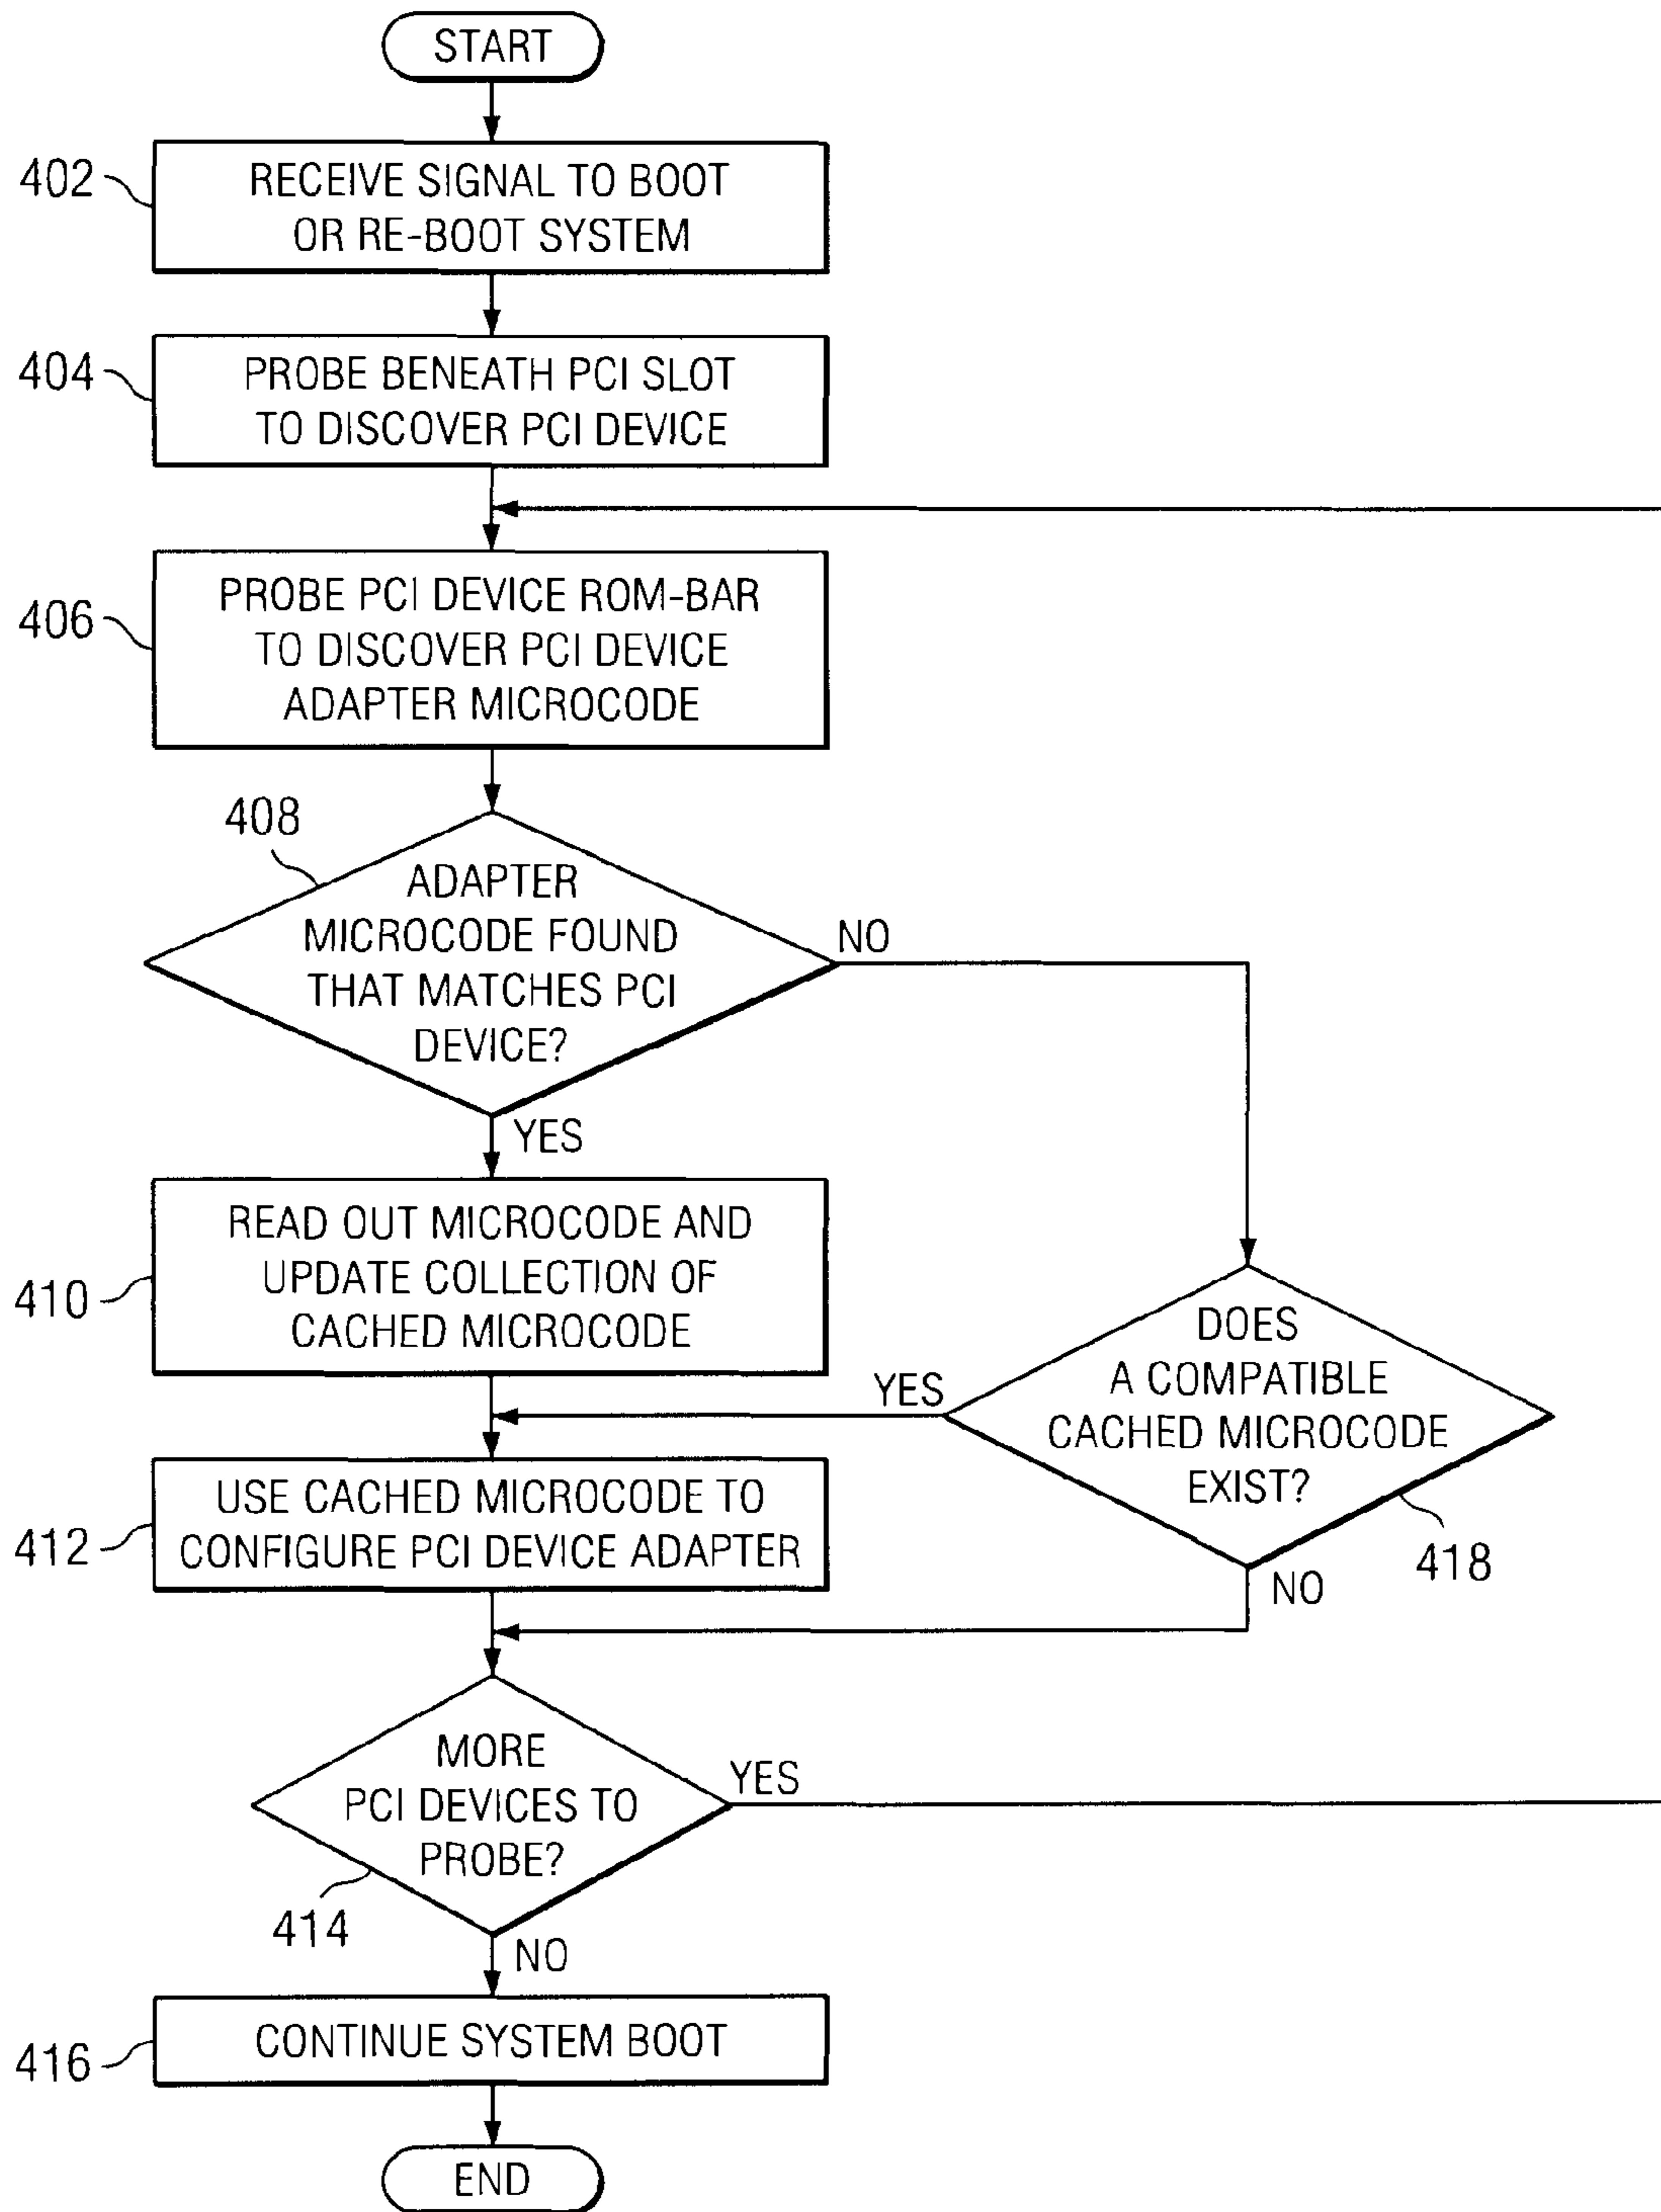 START
402
RECEIVE SIGNAL TO BOOT
OR RE-BOOT SYSTEM
404
PROBE BENEATH PCI SLOT
TO DISCOVER PCI DEVICE
406
PROBE PCI DEVICE ROM-BAR
TO DISCOVER PCI DEVICE
ADAPTER MICROCODE
408
ADAPTER
MICROCODE FOUND
THAT MATCHES PCI
DEVICE?
NO
YES
410
READ OUT MICROCODE AND
UPDATE COLLECTION OF
CACHED MICROCODE
DOES
A COMPATIBLE
CACHED MICROCODE
EXIST?
YES
418
NO
412
USE CACHED MICROCODE TO
CONFIGURE PCI DEVICE ADAPTER
MORE
PCI DEVICES TO
PROBE?
YES
414
NO
416
CONTINUE SYSTEM BOOT
END